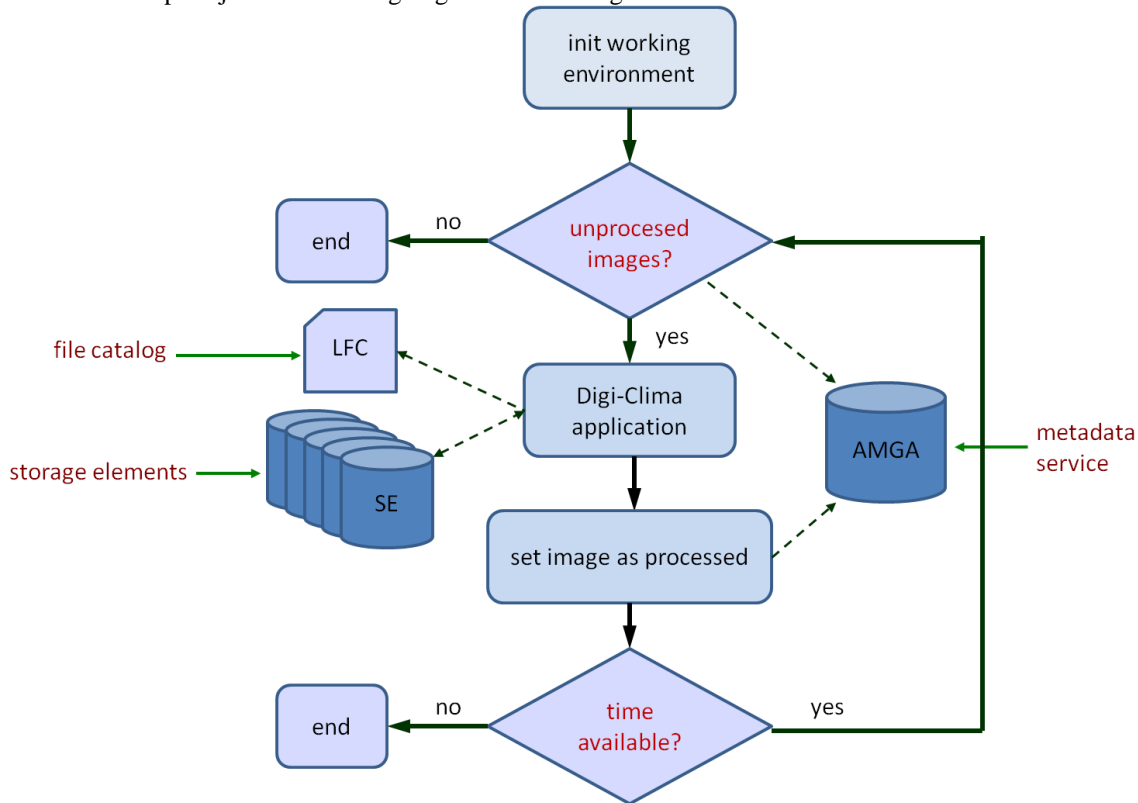 init working
environment
no
end
unprocesed
images?
file catalog
LFC
yes
Digi-Clima
application
storage elements
SE
AMGA
metadata
service
set image as processed
no
end
time
available?
yes